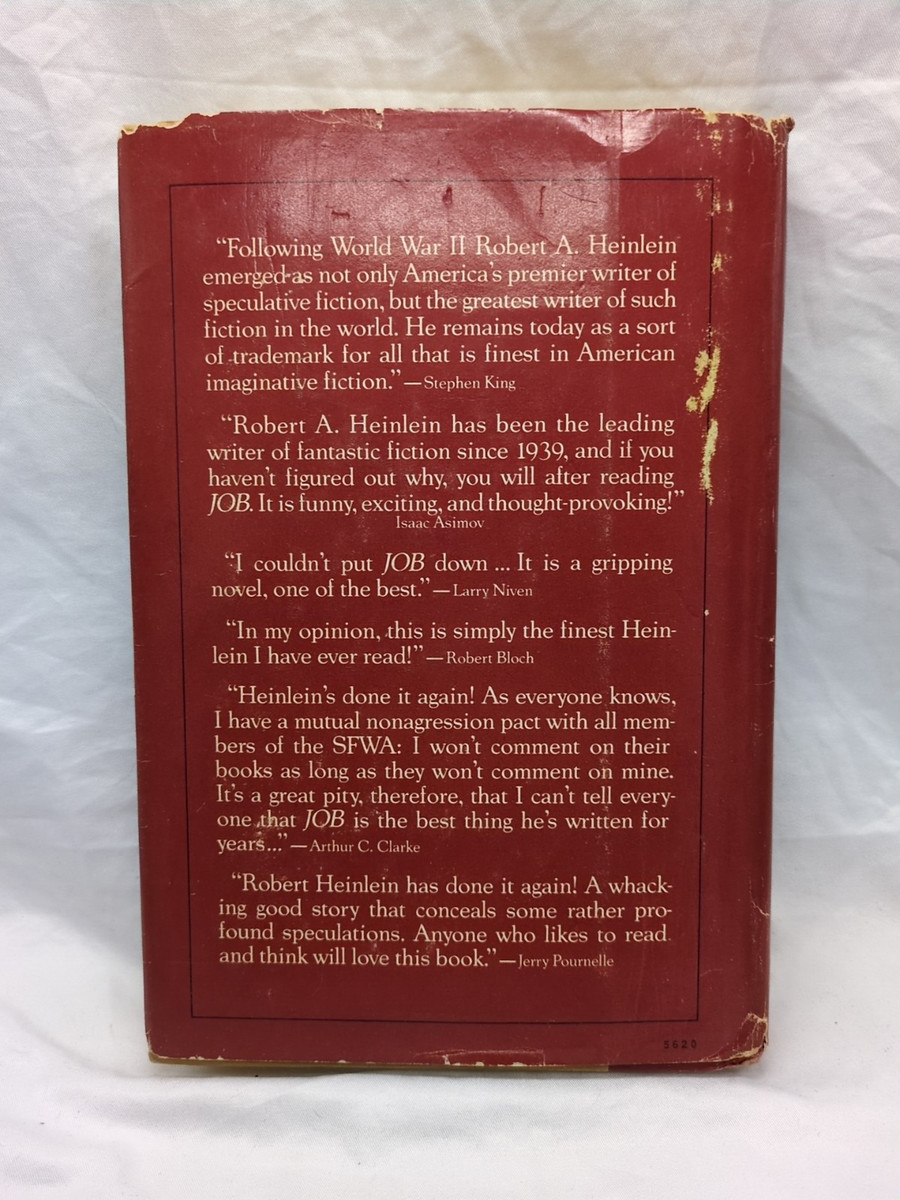 “Following World War II Robert A. Heinlein
emerged as not only America’s premier writer of
speculative fiction, but the greatest writer of such
fiction in the world. He remains today as a sort
of trademark for all that is finest in American
imaginative fiction.” —Stephen King
“Robert A. Heinlein has been the leading
writer of fantastic fiction since 1939, and if you
haven’t figured out why, you will after reading
JOB. It is funny, exciting, and thought-provoking!”
Isaac Asimov
“I couldn’t put JOB down ... It is a gripping
novel, one of the best.” —Larry Niven
“In my opinion, this is simply the finest Hein-
lein I have ever read!” —Robert Bloch
“Heinlein’s done it again! As everyone knows,
I have a mutual nonagression pact with all mem-
bers of the SFWA: I won’t comment on their
books as long as they won’t comment on mine.
It’s a great pity, therefore, that I can’t tell every-
one that JOB is the best thing he’s written for
years...” —Arthur C. Clarke
“Robert Heinlein has done it again! A whack-
ing good story that conceals some rather pro-
found speculations. Anyone who likes to read
and think will love this book.” —Jerry Pournelle
5620